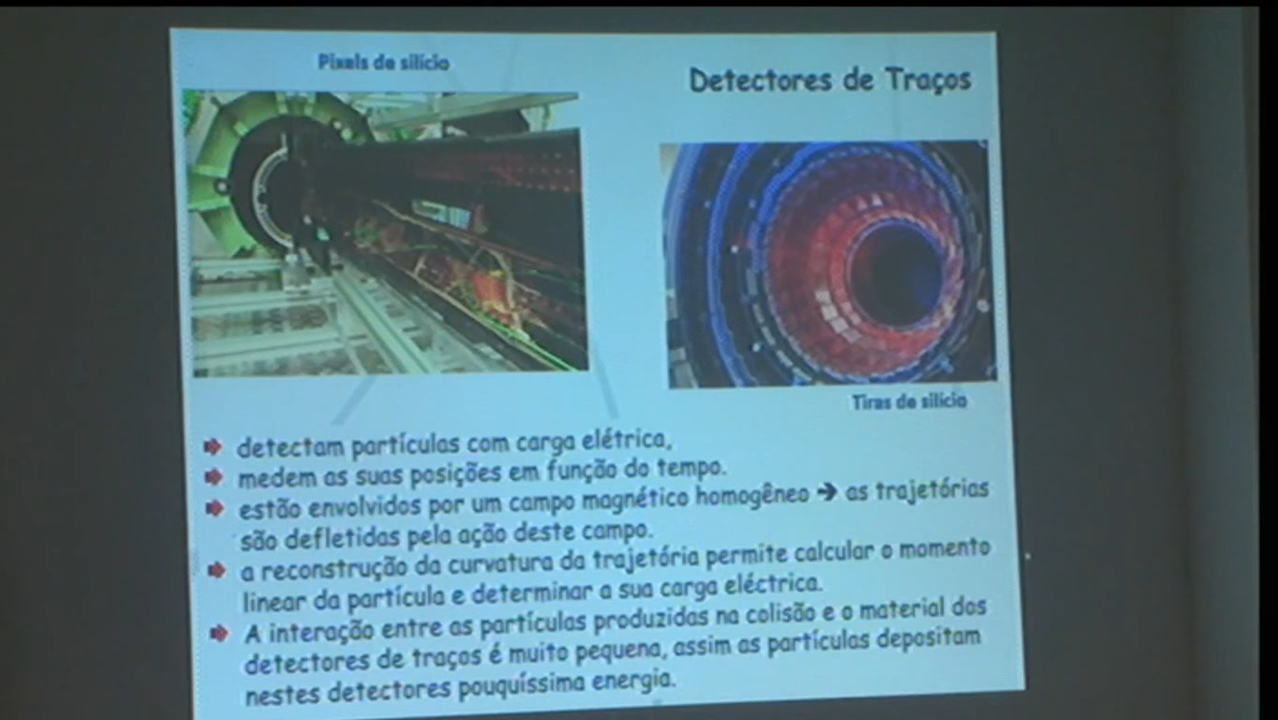 Pixels de silício
Detectores de Traços
Tiras de silício
detectam partículas com carga elétrica,
medem as suas posições em função do tempo.
estão envolvidos por um campo magnético homogêneo ➔ as trajetórias
são defletidas pela ação deste campo.
a reconstrução da curvatura da trajetória permite calcular o momento
linear da partícula e determinar a sua carga eléctrica.
A interação entre as partículas produzidas na colisão e o material dos
detectores de traços é muito pequena, assim as partículas depositam
nestes detectores pouquíssima energia.